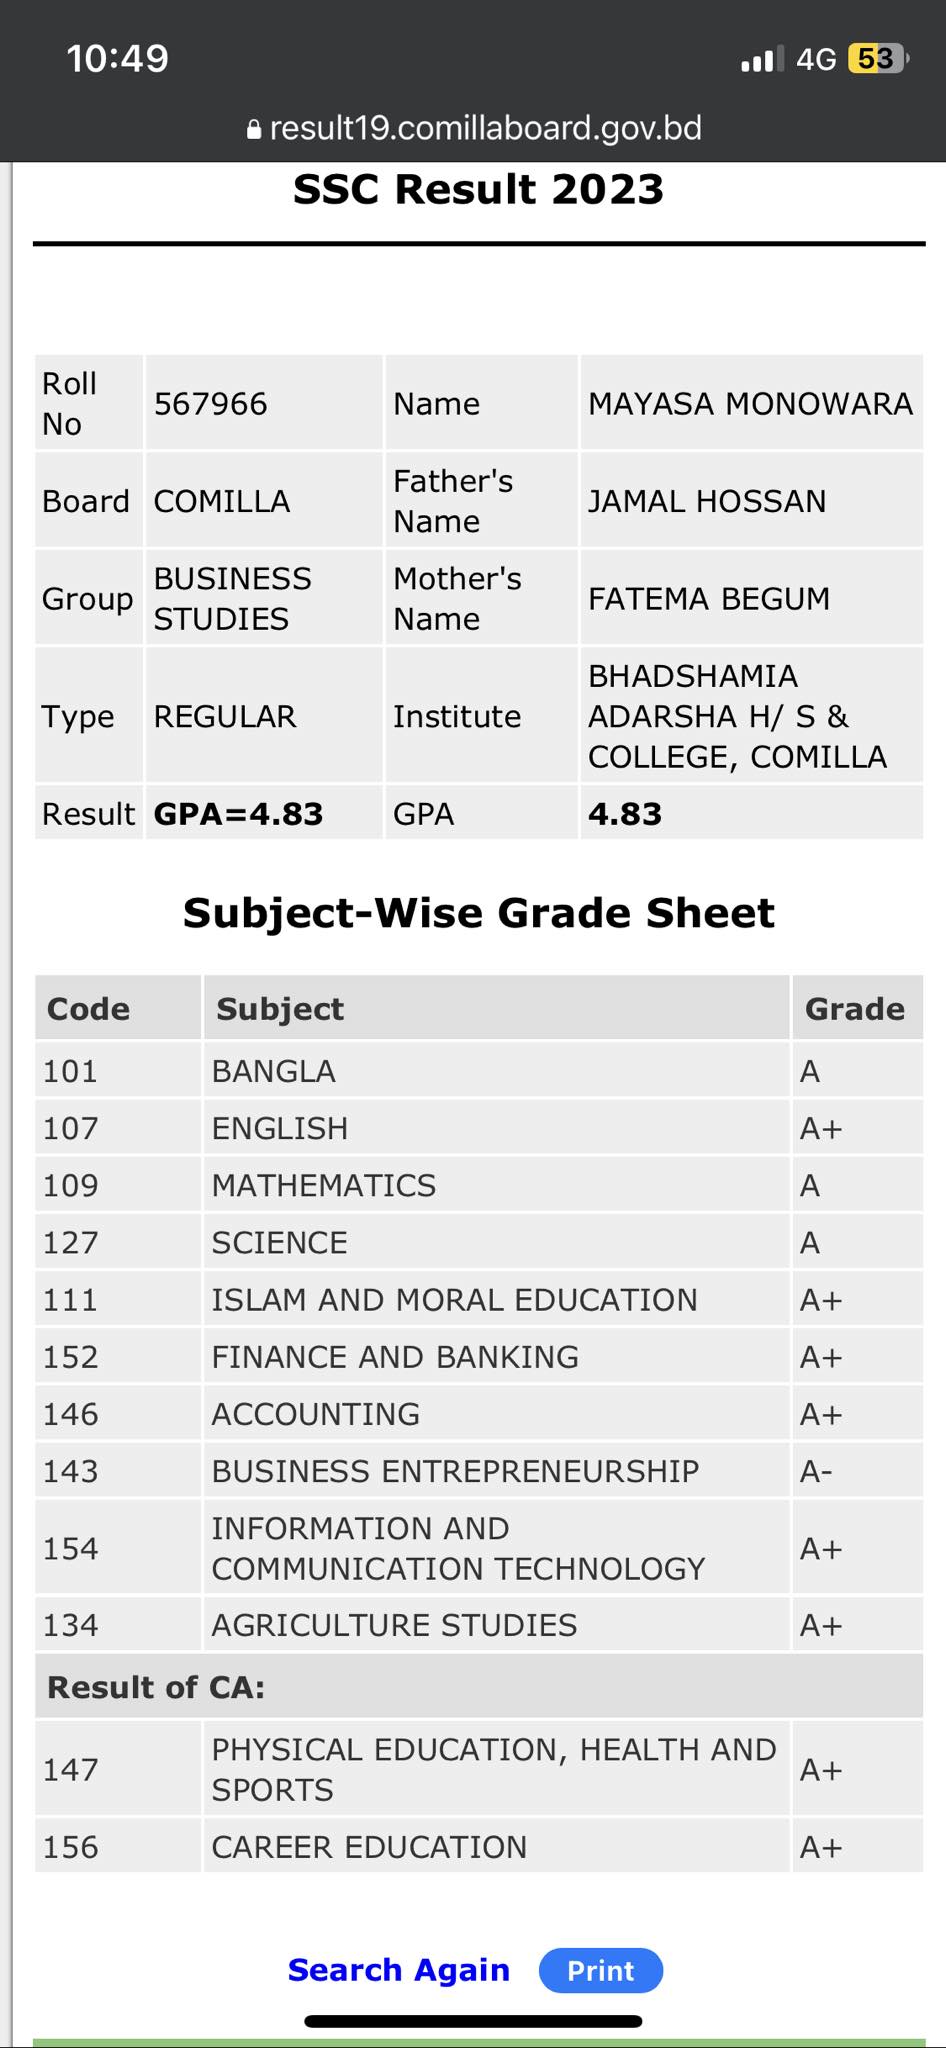 10:49 4G 53
result19.comillaboard.gov.bd
SSC Result 2023
Roll No 567966 Name MAYASA MONOWARA
Board COMILLA Father's Name JAMAL HOSSAN
Group BUSINESS STUDIES Mother's Name FATEMA BEGUM
Type REGULAR Institute BHADSHAMIA ADARSHA H/ S & COLLEGE, COMILLA
Result GPA=4.83 GPA 4.83
Subject-Wise Grade Sheet
Code Subject Grade
101 BANGLA A
107 ENGLISH A+
109 MATHEMATICS A
127 SCIENCE A
111 ISLAM AND MORAL EDUCATION A+
152 FINANCE AND BANKING A+
146 ACCOUNTING A+
143 BUSINESS ENTREPRENEURSHIP A-
154 INFORMATION AND COMMUNICATION TECHNOLOGY A+
134 AGRICULTURE STUDIES A+
Result of CA:
147 PHYSICAL EDUCATION, HEALTH AND SPORTS A+
156 CAREER EDUCATION A+
Search Again Print